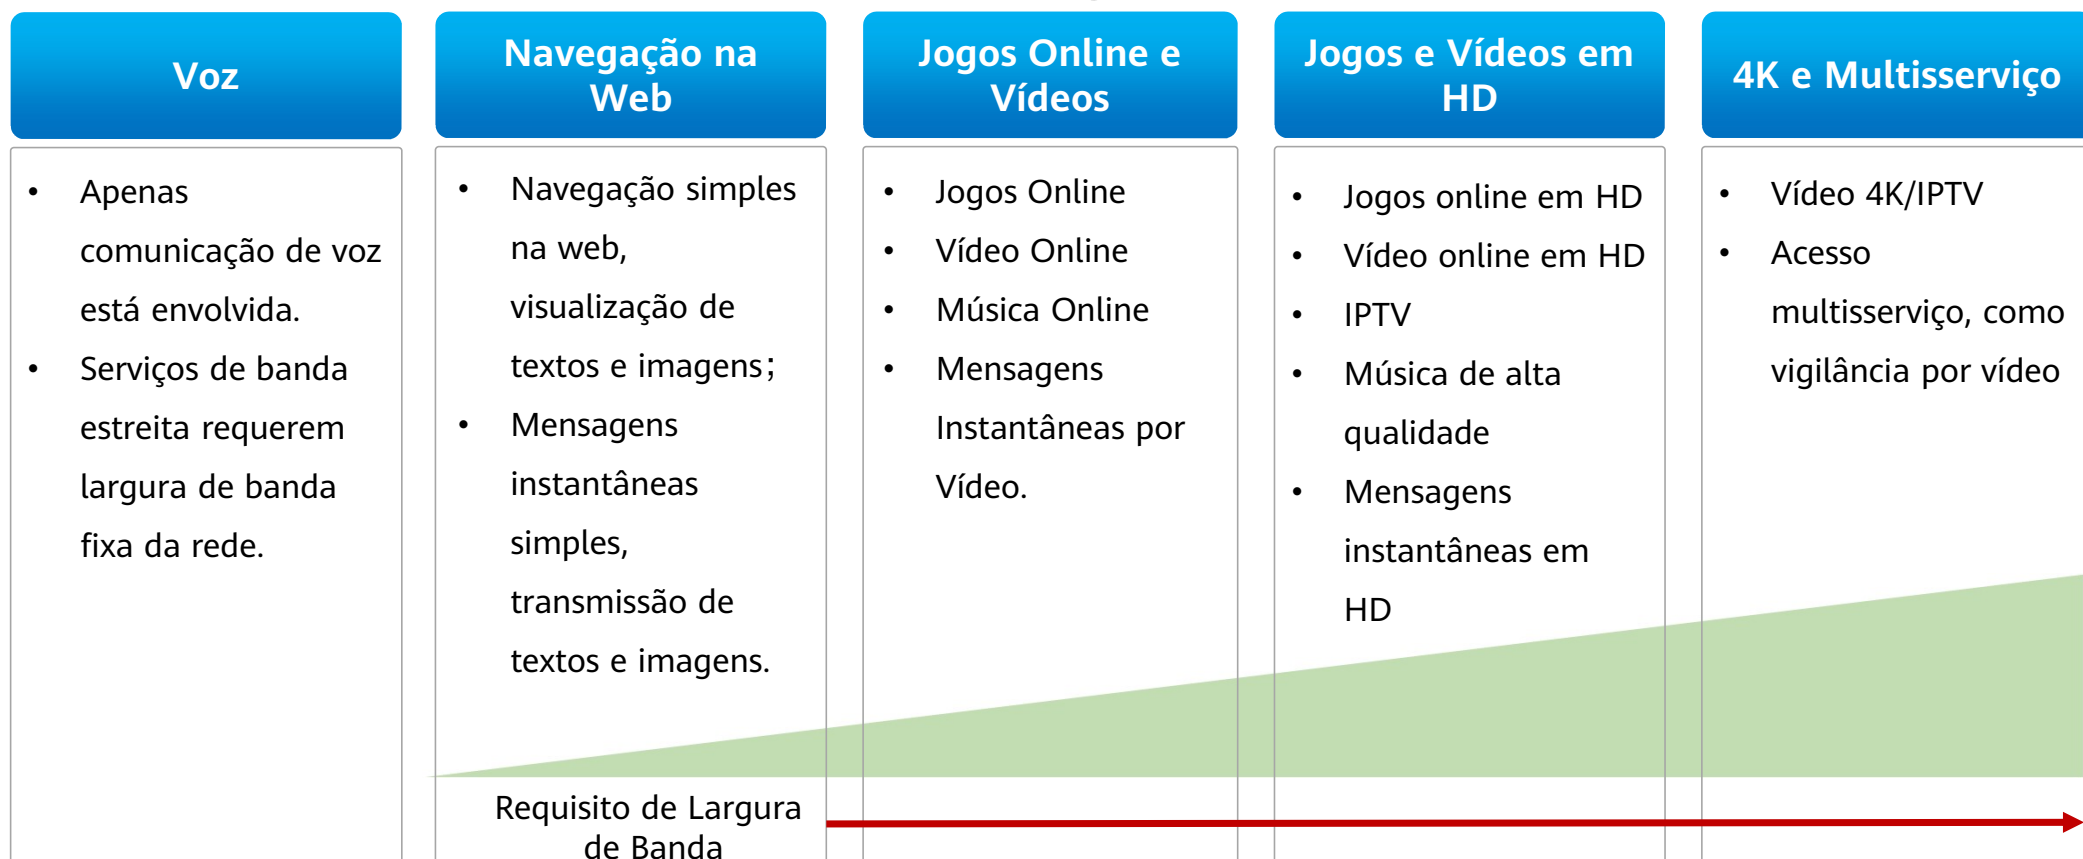 Voz
• Apenas
comunicação de voz
está envolvida.
• Serviços de banda
estreita requerem
largura de banda
fixa da rede.
Navegação na
Web
• Navegação simples
na web,
visualização de
textos e imagens;
• Mensagens
instantâneas
simples,
transmissão de
textos e imagens.
Jogos Online e
Vídeos
• Jogos Online
• Vídeo Online
• Música Online
• Mensagens
Instantâneas por
Vídeo.
Jogos e Vídeos em
HD
• Jogos online em HD
• Vídeo online em HD
• IPTV
• Música de alta
qualidade
• Mensagens
instantâneas em
HD
4K e Multisserviço
• Vídeo 4K/IPTV
• Acesso
multisserviço, como
vigilância por vídeo
Requisito de Largura
de Banda